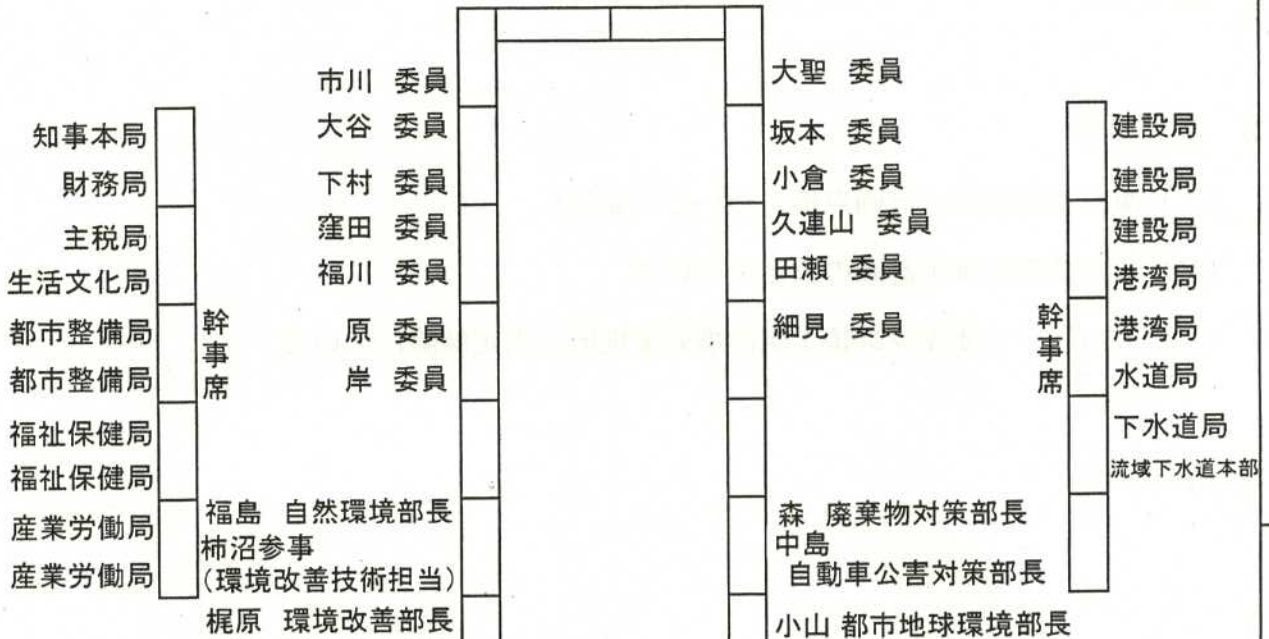 市川 委員
大谷 委員
下村 委員
窪田 委員
福川 委員
原 委員
岸 委員
大聖 委員
坂本 委員
小倉 委員
久連山 委員
田瀬 委員
細見 委員
知事本局
財務局
主税局
生活文化局
都市整備局
都市整備局
福祉保健局
福祉保健局
産業労働局
産業労働局
幹事席
建設局
建設局
建設局
港湾局
港湾局
水道局
下水道局
流域下水道本部
幹事席
福島 自然環境部長
柿沼参事
(環境改善技術担当)
梶原 環境改善部長
森 廃棄物対策部長
中島
自動車公害対策部長
小山 都市地球環境部長